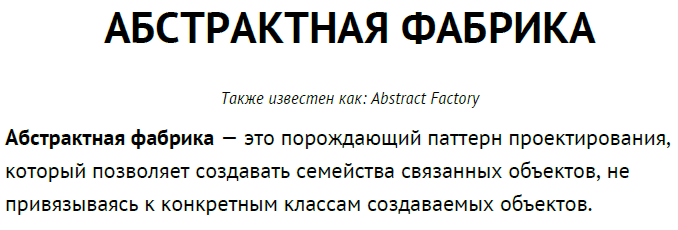 АБСТРАКТНАЯ ФАБРИКА
Также известен как: Abstract Factory
Абстрактная фабрика — это порождающий паттерн проектирования,
который позволяет создавать семейства связанных объектов, не
привязываясь к конкретным классам создаваемых объектов.